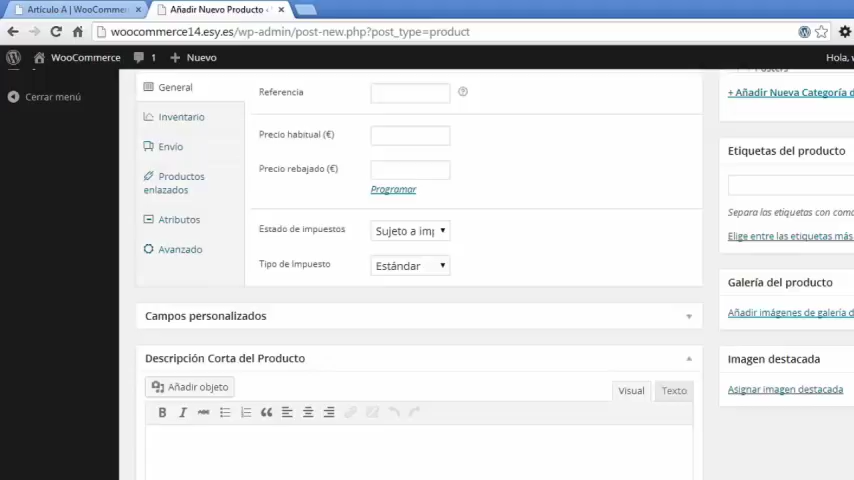 Artículo A | WooCommerc
Añadir Nuevo Producto ‹
woocommerce14.esy.es/wp-admin/post-new.php?post_type=product
WooCommerce 1 + Nuevo
Hola,
Cerrar menú
General
Inventario
Envío
Productos
enlazados
Atributos
Avanzado
Referencia
Precio habitual (€)
Precio rebajado (€)
Programar
Estado de impuestos Sujeto a imp
Tipo de Impuesto Estándar
Campos personalizados
Descripción Corta del Producto
Añadir objeto
Visual Texto
B I ABC
+ Añadir Nueva Categoría d
Etiquetas del producto
Separa las etiquetas con coma
Elige entre las etiquetas más
Galería del producto
Añadir imágenes de galería d
Imagen destacada
Asignar imagen destacada